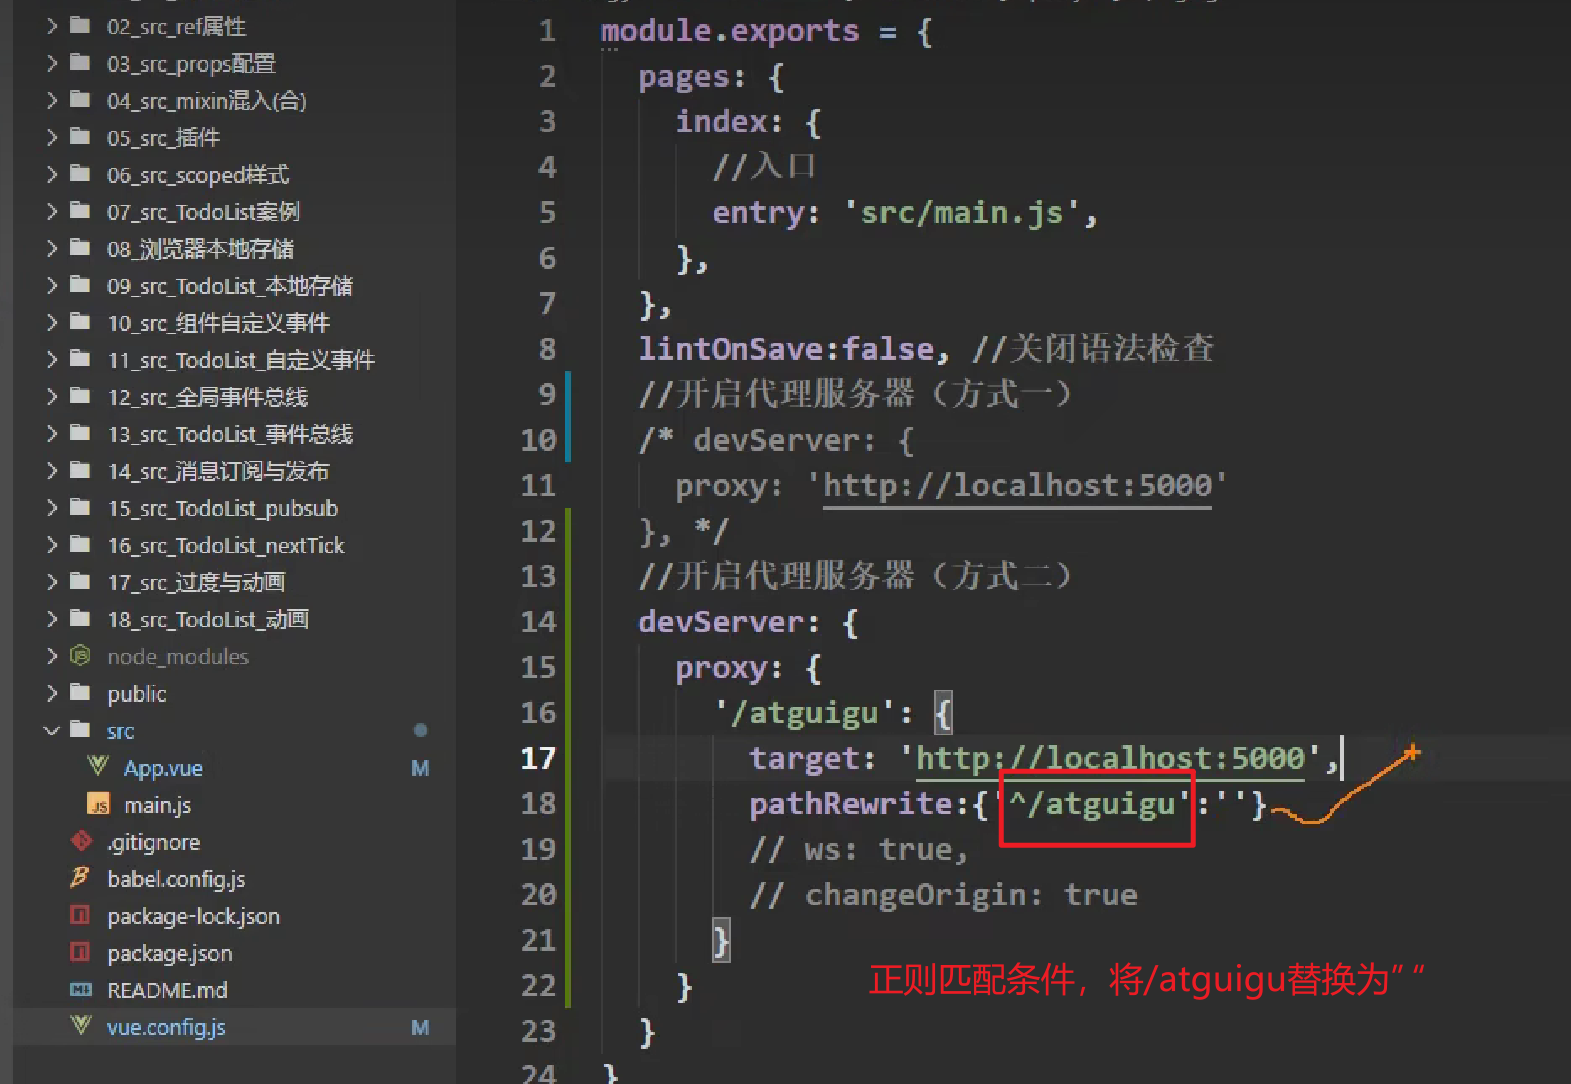 02_src_ref属性
03_src_props配置
04_src_mixin混入(合)
05_src_插件
06_src_scoped样式
07_src_TodoList案例
08_浏览器本地存储
09_src_TodoList_本地存储
10_src_组件自定义事件
11_src_TodoList_自定义事件
12_src_全局事件总线
13_src_TodoList_事件总线
14_src_消息订阅与发布
15_src_TodoList_pubsub
16_src_TodoList_nextTick
17_src_过度与动画
18_src_TodoList_动画
node_modules
public
src
App.vue M
JS main.js
.gitignore
babel.config.js
package-lock.json
package.json
README.md
vue.config.js M
1 module.exports = {
2 pages: {
3 index: {
4 //入口
5 entry: 'src/main.js',
6 },
7 },
8 lintOnSave:false, //关闭语法检查
9 //开启代理服务器（方式一）
10 /* devServer: {
11 proxy: 'http://localhost:5000'
12 }, */
13 //开启代理服务器（方式二）
14 devServer: {
15 proxy: {
16 '/atguigu': {
17 target: 'http://localhost:5000',
18 pathRewrite:{'^/atguigu':''}
19 // ws: true,
20 // changeOrigin: true
21 }
22 }
23 }
24 }
正则匹配条件，将/atguigu替换为”“